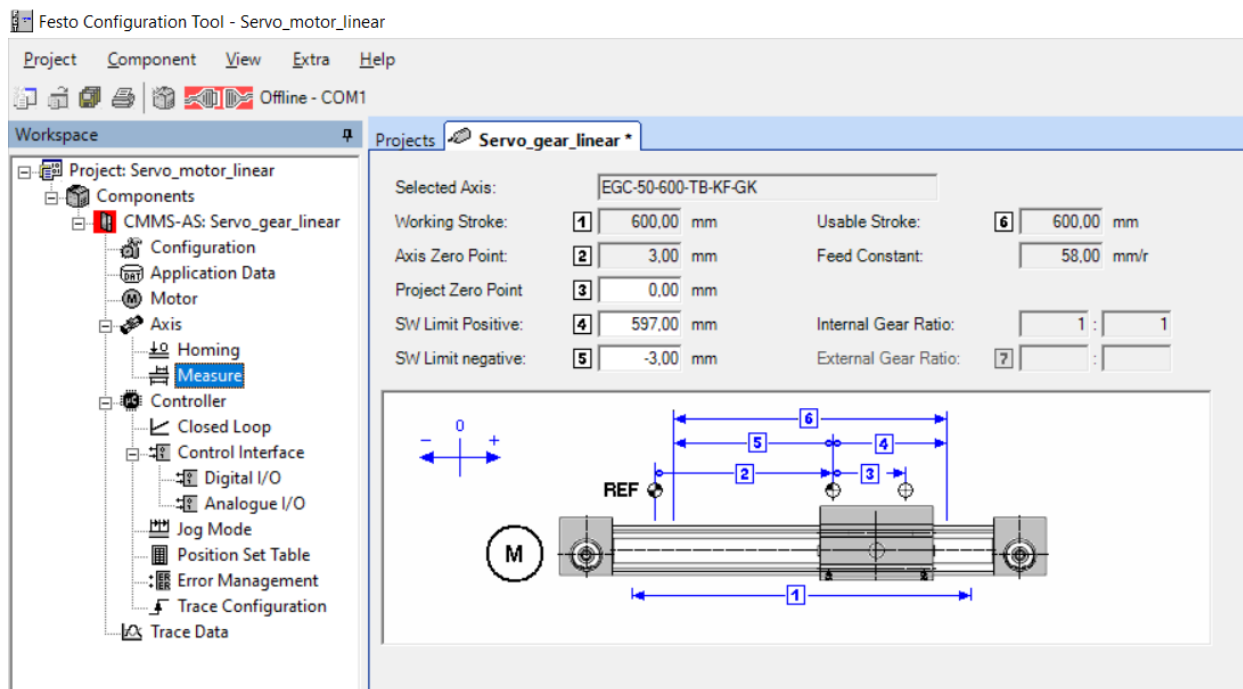 Festo Configuration Tool - Servo_motor_linear
Project Component View Extra Help
Offline - COM1
Workspace
Project: Servo_motor_linear
Components
CMMS-AS: Servo_gear_linear
Configuration
DAT Application Data
M Motor
Axis
Homing
Measure
Controller
Closed Loop
Control Interface
Digital I/O
Analogue I/O
Jog Mode
Position Set Table
Error Management
Trace Configuration
Trace Data
Projects Servo_gear_linear *
Selected Axis: EGC-50-600-TB-KF-GK
Working Stroke: 1 600,00 mm Usable Stroke: 6 600,00 mm
Axis Zero Point: 2 3,00 mm Feed Constant: 58,00 mm/r
Project Zero Point 3 0,00 mm
SW Limit Positive: 4 597,00 mm Internal Gear Ratio: 1 : 1
SW Limit negative: 5 -3,00 mm External Gear Ratio: 7 :
6
0
- +
5 4
2 3
REF
M
1